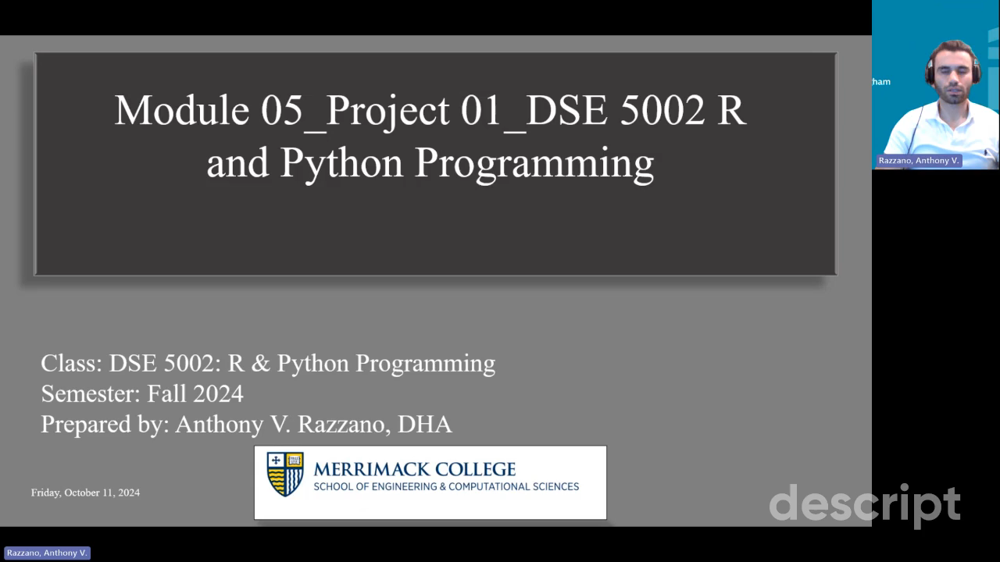 Module 05_Project 01_DSE 5002 R
and Python Programming
Class: DSE 5002: R & Python Programming
Semester: Fall 2024
Prepared by: Anthony V. Razzano, DHA
MERRIMACK COLLEGE
SCHOOL OF ENGINEERING & COMPUTATIONAL SCIENCES
Friday, October 11, 2024
descript
Razzano, Anthony V.
Razzano, Anthony V.